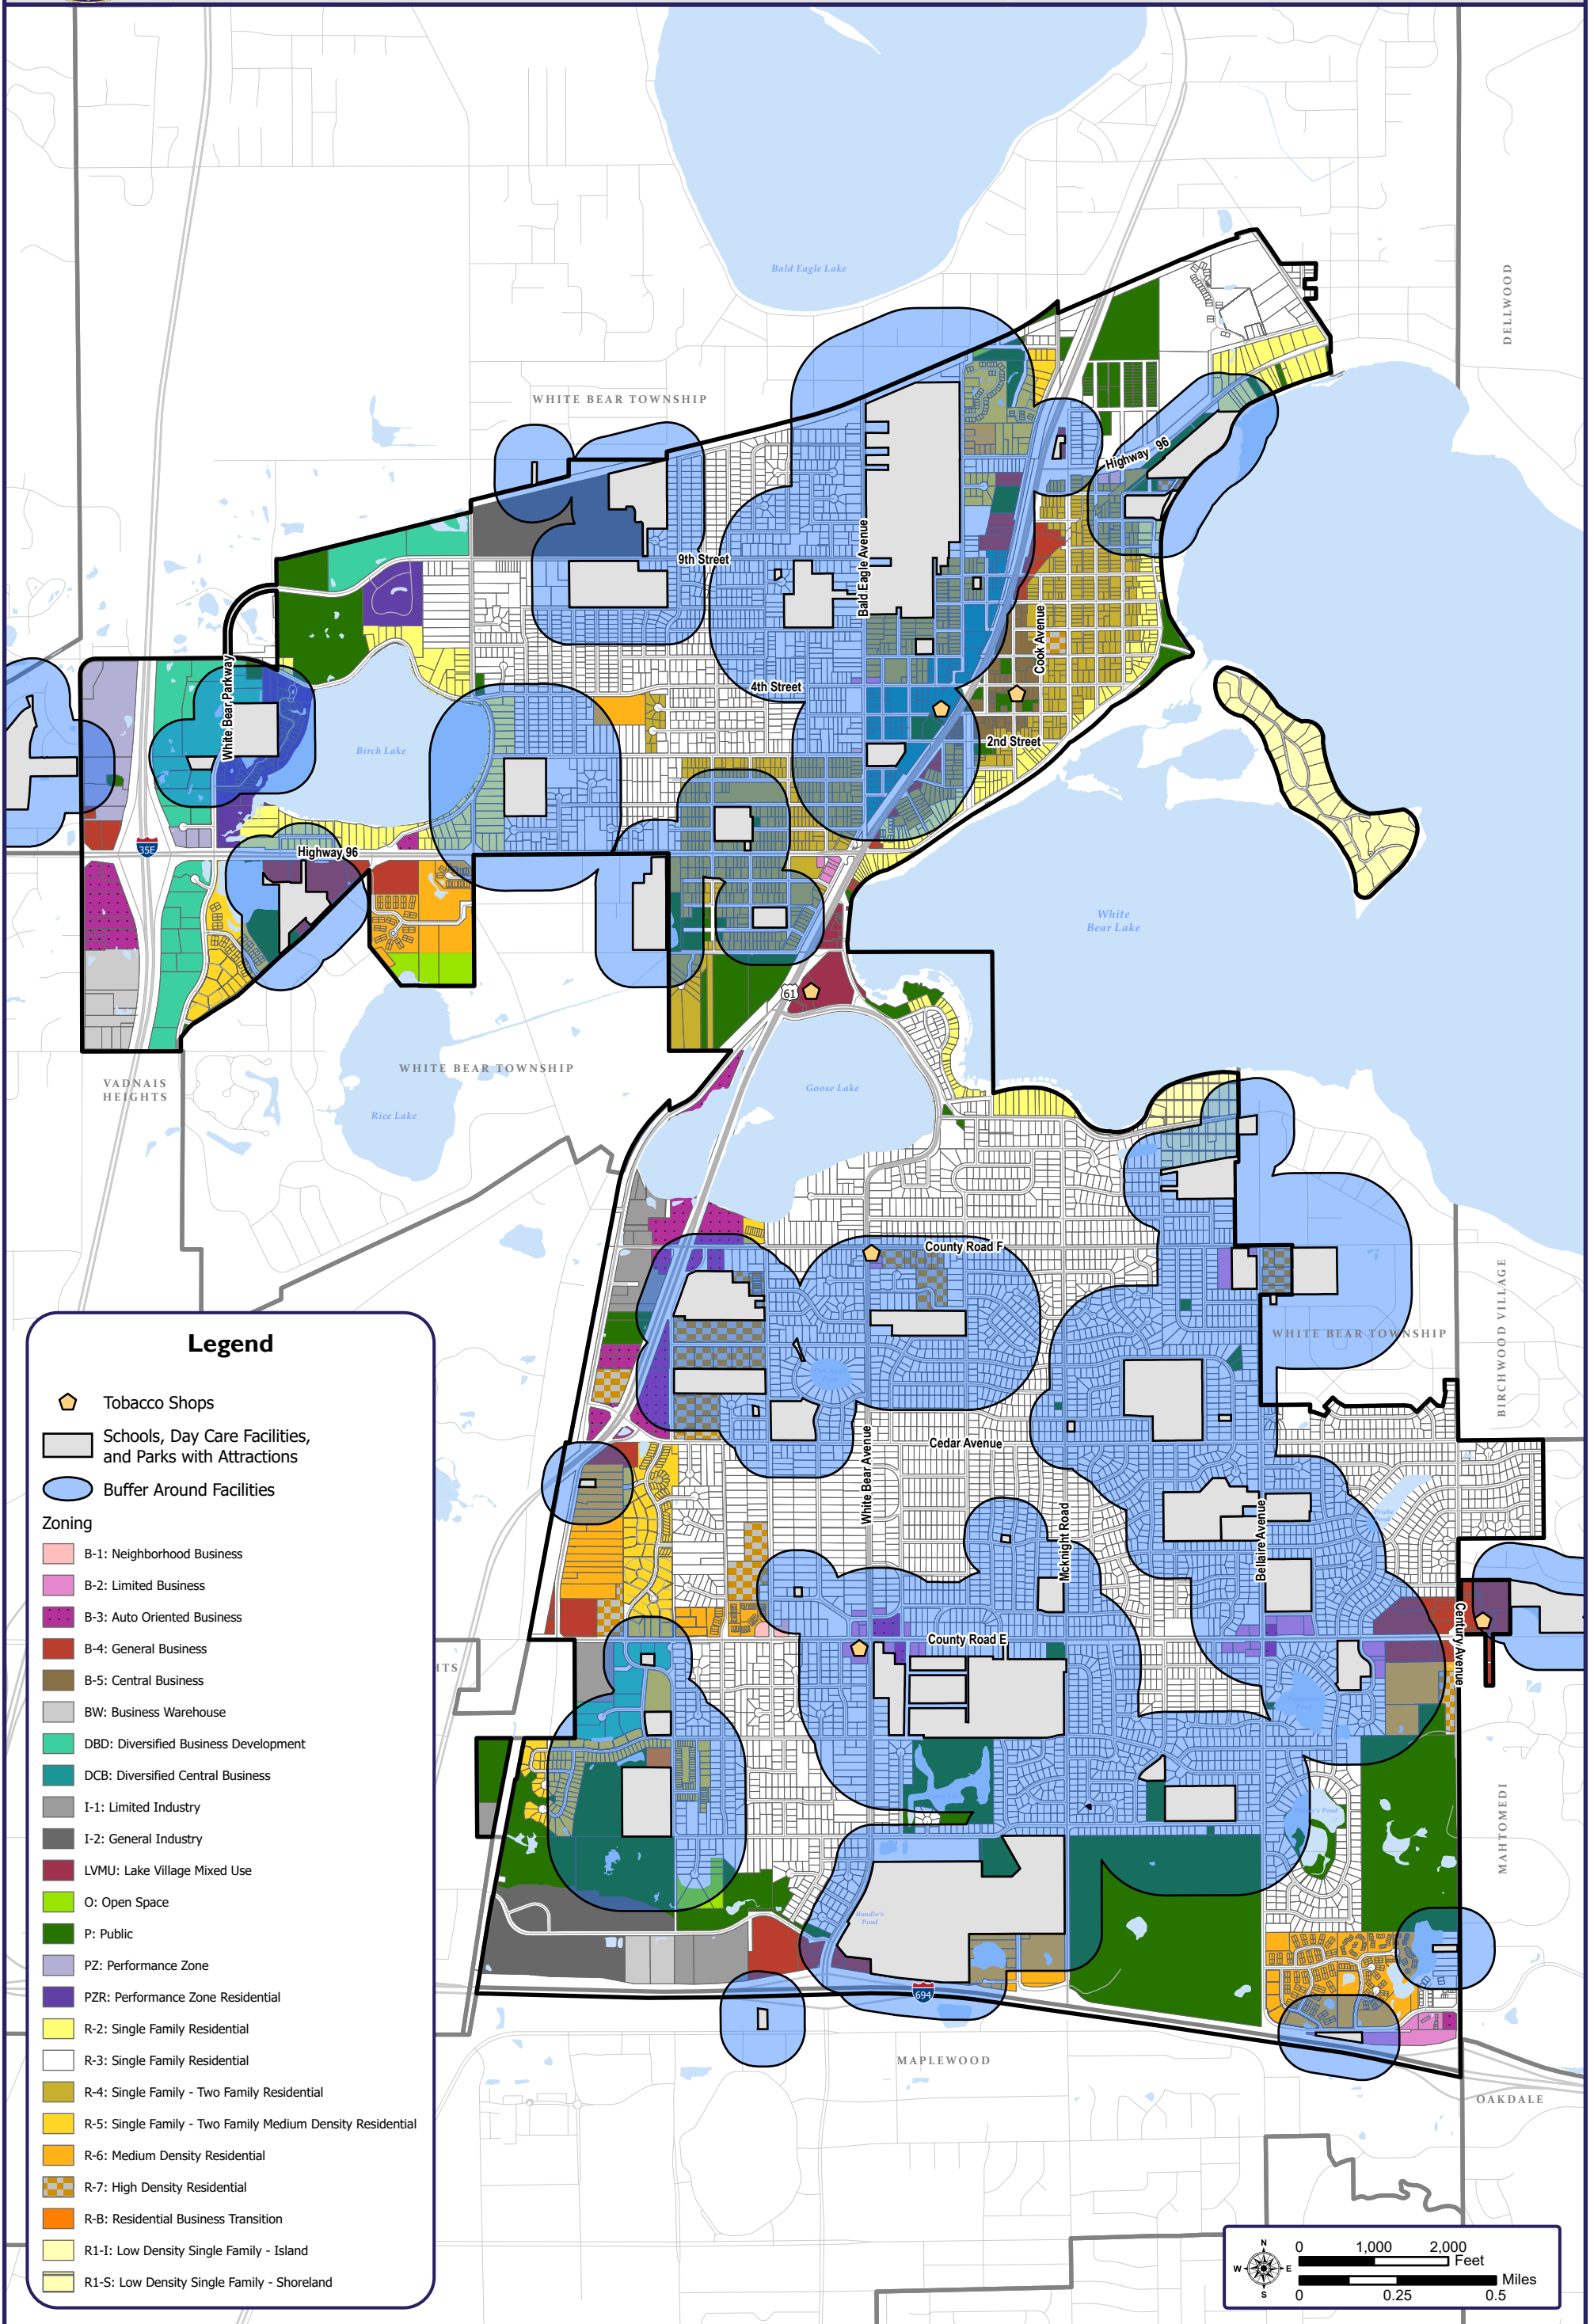 Bald Eagle Lake
DELLWOOD
WHITE BEAR TOWNSHIP
Highway 96
Bald Eagle Avenue
9th Street
Cook Avenue
White Bear Parkway
4th Street
2nd Street
Birch Lake
35E
Highway 96
White
Bear Lake
61
WHITE BEAR TOWNSHIP
VADNAIS
HEIGHTS
Goose Lake
Rice Lake
County Road F
BIRCHWOOD VILLAGE
WHITE BEAR TOWNSHIP
Cedar Avenue
White Bear Avenue
Mcknight Road
Bellaire Avenue
Century Avenue
County Road E
HTS
MAHTOMEDI
Handle's
Pond
694
MAPLEWOOD
OAKDALE
Legend
Tobacco Shops
Schools, Day Care Facilities,
and Parks with Attractions
Buffer Around Facilities
Zoning
B-1: Neighborhood Business
B-2: Limited Business
B-3: Auto Oriented Business
B-4: General Business
B-5: Central Business
BW: Business Warehouse
DBD: Diversified Business Development
DCB: Diversified Central Business
I-1: Limited Industry
I-2: General Industry
LVMU: Lake Village Mixed Use
O: Open Space
P: Public
PZ: Performance Zone
PZR: Performance Zone Residential
R-2: Single Family Residential
R-3: Single Family Residential
R-4: Single Family - Two Family Residential
R-5: Single Family - Two Family Medium Density Residential
R-6: Medium Density Residential
R-7: High Density Residential
R-B: Residential Business Transition
R1-I: Low Density Single Family - Island
R1-S: Low Density Single Family - Shoreland
N
W E
S
0 1,000 2,000
Feet
Miles
0 0.25 0.5